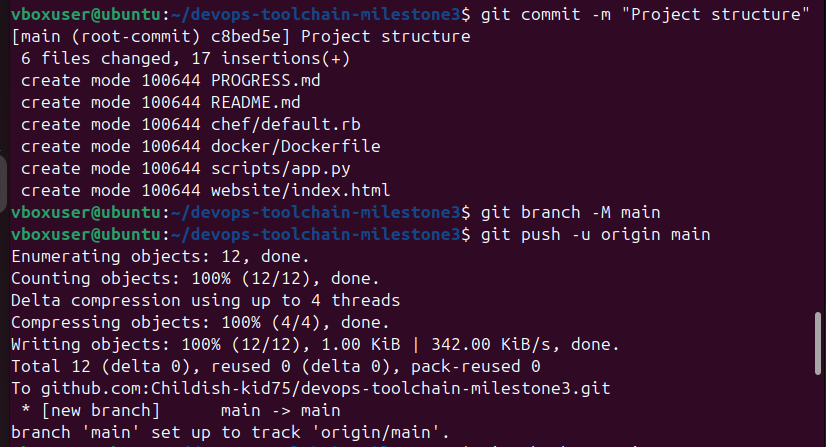 vboxuser@ubuntu:~/devops-toolchain-milestone3$ git commit -m "Project structure"
[main (root-commit) c8bed5e] Project structure
 6 files changed, 17 insertions(+)
 create mode 100644 PROGRESS.md
 create mode 100644 README.md
 create mode 100644 chef/default.rb
 create mode 100644 docker/Dockerfile
 create mode 100644 scripts/app.py
 create mode 100644 website/index.html
vboxuser@ubuntu:~/devops-toolchain-milestone3$ git branch -M main
vboxuser@ubuntu:~/devops-toolchain-milestone3$ git push -u origin main
Enumerating objects: 12, done.
Counting objects: 100% (12/12), done.
Delta compression using up to 4 threads
Compressing objects: 100% (4/4), done.
Writing objects: 100% (12/12), 1.00 KiB | 342.00 KiB/s, done.
Total 12 (delta 0), reused 0 (delta 0), pack-reused 0
To github.com:Childish-kid75/devops-toolchain-milestone3.git
 * [new branch]      main -> main
branch 'main' set up to track 'origin/main'.